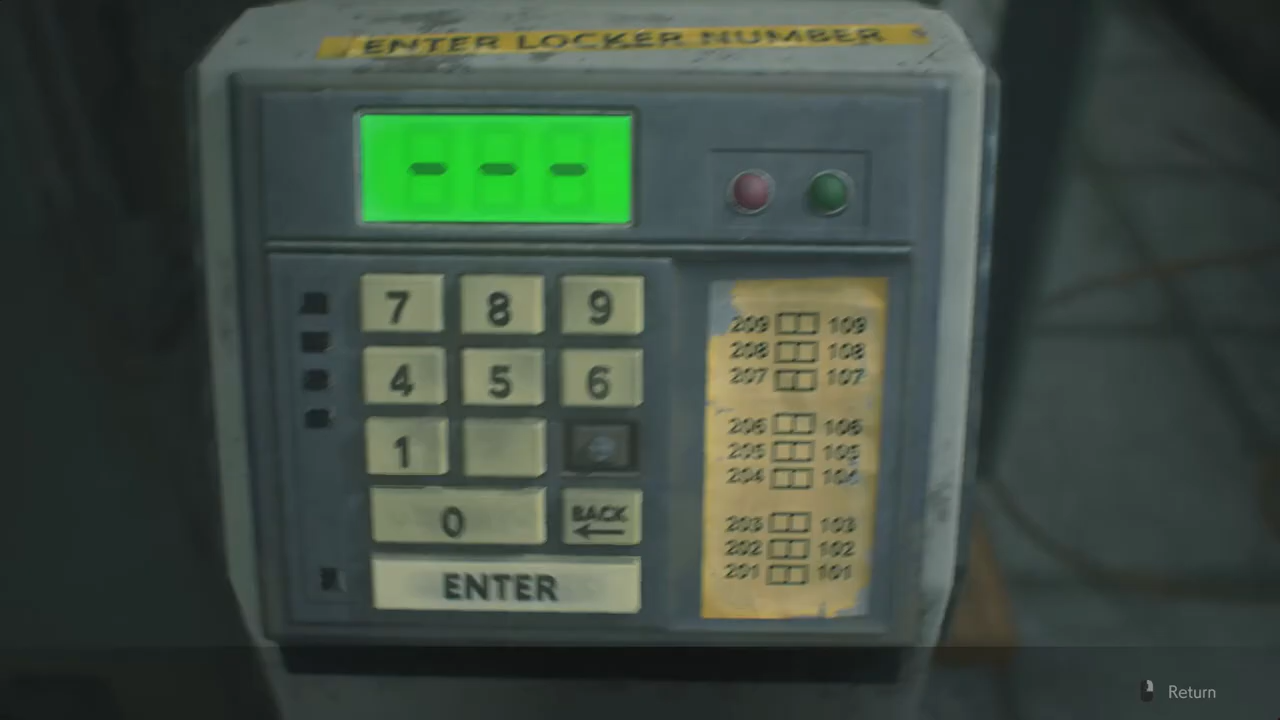 ENTER LOCKER NUMBER
- - -
7 8 9
4 5 6
1
0 BACK
ENTER
209 109
208 108
207 107
206 106
205 105
204 104
203 103
202 102
201 101
Return